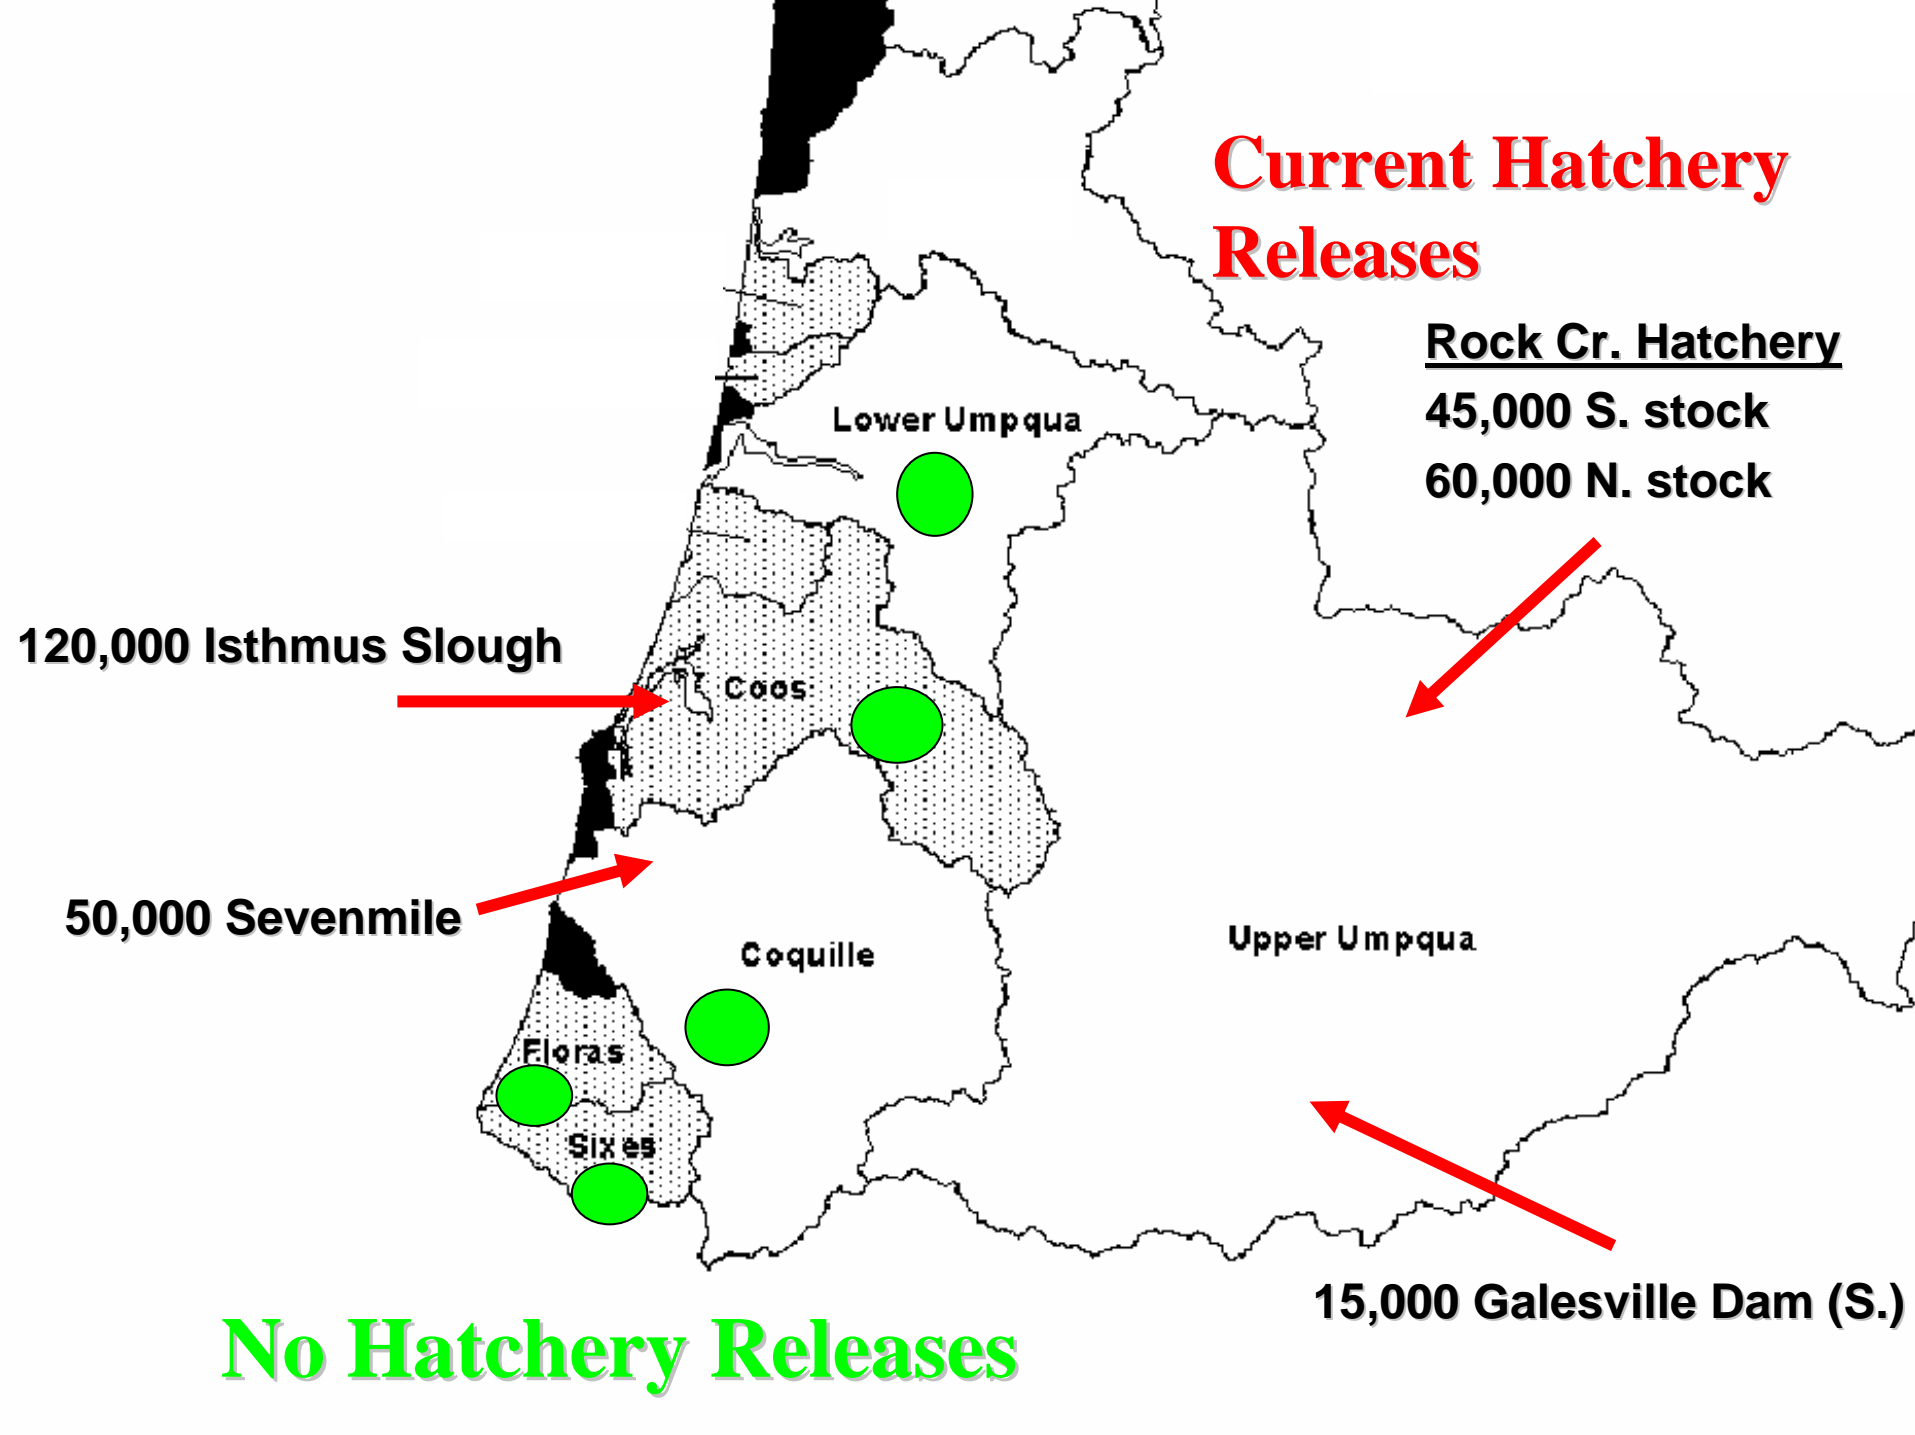 Current Hatchery
Releases
Rock Cr. Hatchery
45,000 S. stock
60,000 N. stock
Lower Umpqua
120,000 Isthmus Slough
Coos
50,000 Sevenmile
Coquille
Upper Umpqua
Floras
Sixes
15,000 Galesville Dam (S.)
No Hatchery Releases